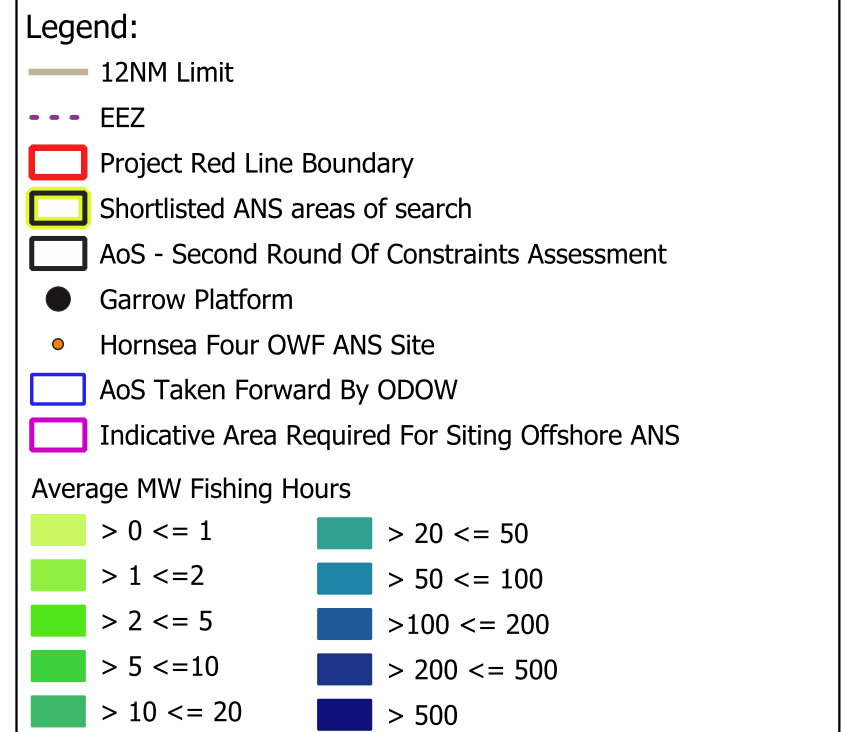 Legend:
12NM Limit
EEZ
Project Red Line Boundary
Shortlisted ANS areas of search
AoS - Second Round Of Constraints Assessment
Garrow Platform
Hornsea Four OWF ANS Site
AoS Taken Forward By ODOW
Indicative Area Required For Siting Offshore ANS
Average MW Fishing Hours
> 0 <= 1
> 1 <=2
> 2 <= 5
> 5 <=10
> 10 <= 20
> 20 <= 50
> 50 <= 100
>100 <= 200
> 200 <= 500
> 500